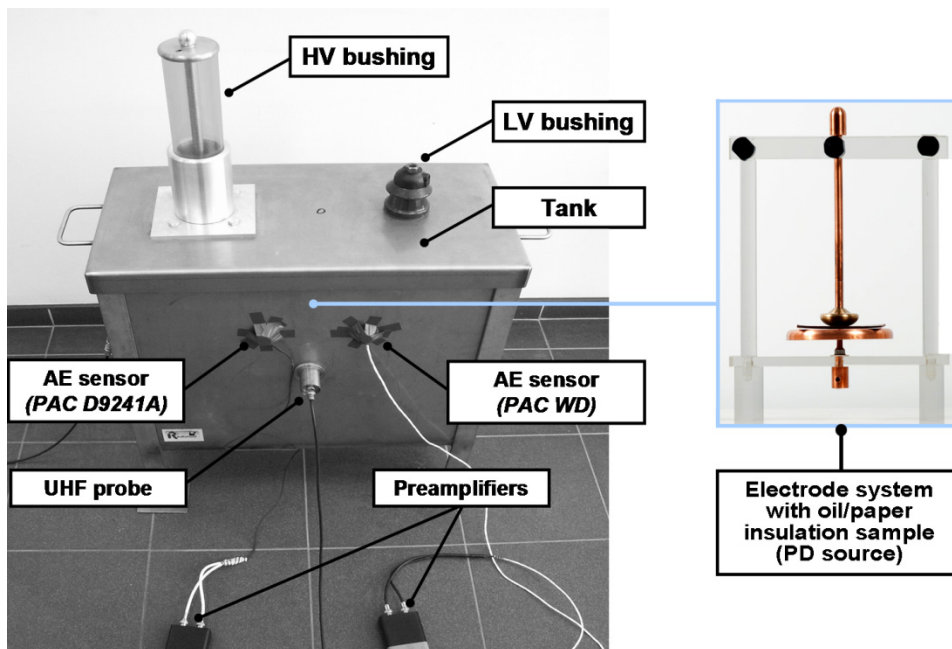 HV bushing
LV bushing
Tank
AE sensor
(PAC D9241A)
AE sensor
(PAC WD)
UHF probe
Preamplifiers
Electrode system
with oil/paper
insulation sample
(PD source)